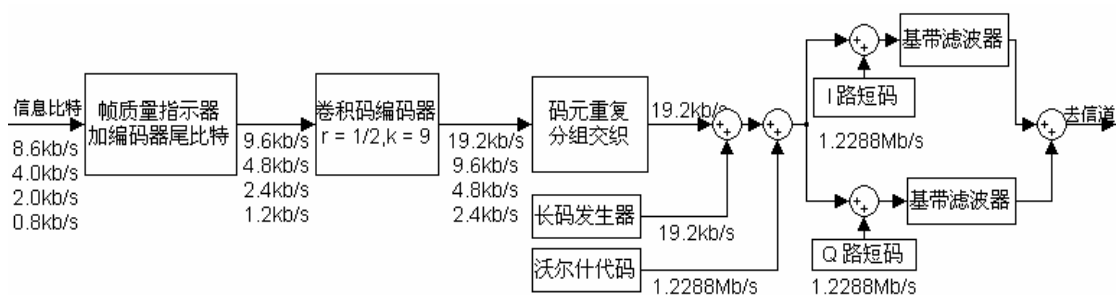 信息比特
8.6kb/s
4.0kb/s
2.0kb/s
0.8kb/s
帧质量指示器
加编码器尾比特
9.6kb/s
4.8kb/s
2.4kb/s
1.2kb/s
卷积码编码器
r = 1/2,k = 9
19.2kb/s
9.6kb/s
4.8kb/s
2.4kb/s
码元重复
分组交织
19.2kb/s
长码发生器
19.2kb/s
沃尔什代码
1.2288Mb/s
I 路短码
1.2288Mb/s
基带滤波器
Q 路短码
1.2288Mb/s
基带滤波器
去信道
+
+
+
+
+
+
+
+
+
+